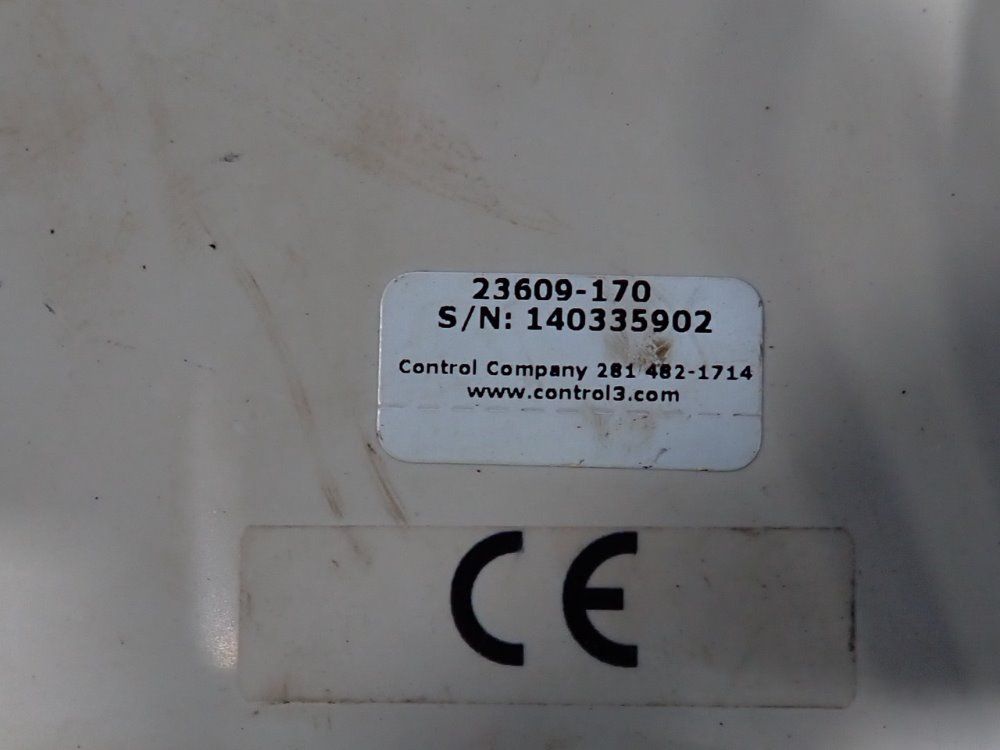 23609-170
S/N: 140335902
Control Company 281 482-1714
www.control3.com
CE